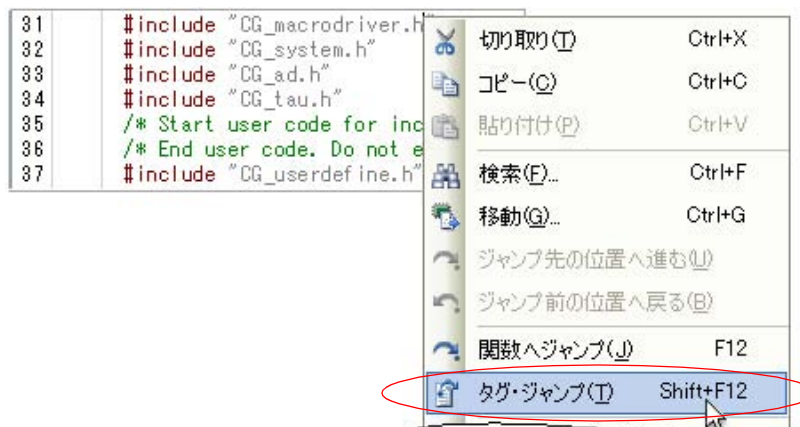 31 #include "CG_macrodriver.h
32 #include "CG_system.h"
33 #include "CG_ad.h"
34 #include "CG_tau.h"
35 /* Start user code for inc
36 /* End user code. Do not e
37 #include "CG_userdefine.h"
切り取り(T) Ctrl+X
コピー(C) Ctrl+C
貼り付け(P) Ctrl+V
検索(F)... Ctrl+F
移動(G)... Ctrl+G
ジャンプ先の位置へ進む(U)
ジャンプ前の位置へ戻る(B)
関数へジャンプ(J) F12
タグ・ジャンプ(T) Shift+F12